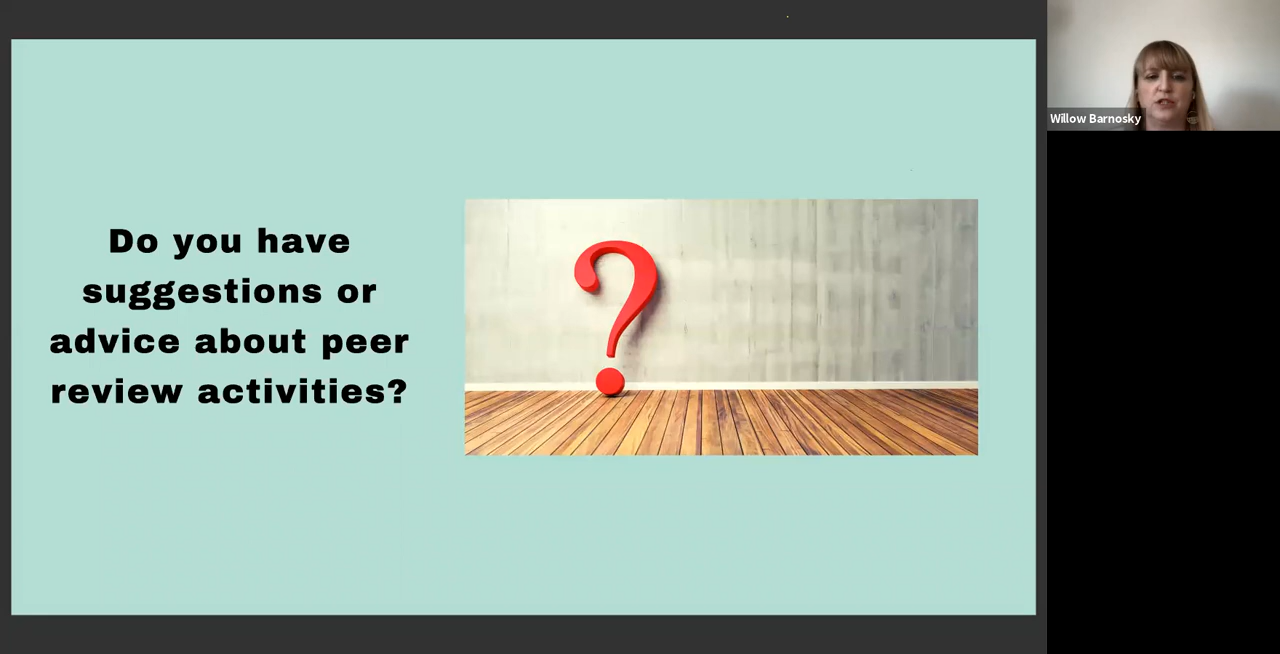 Do you have
suggestions or
advice about peer
review activities?
Willow Barnosky